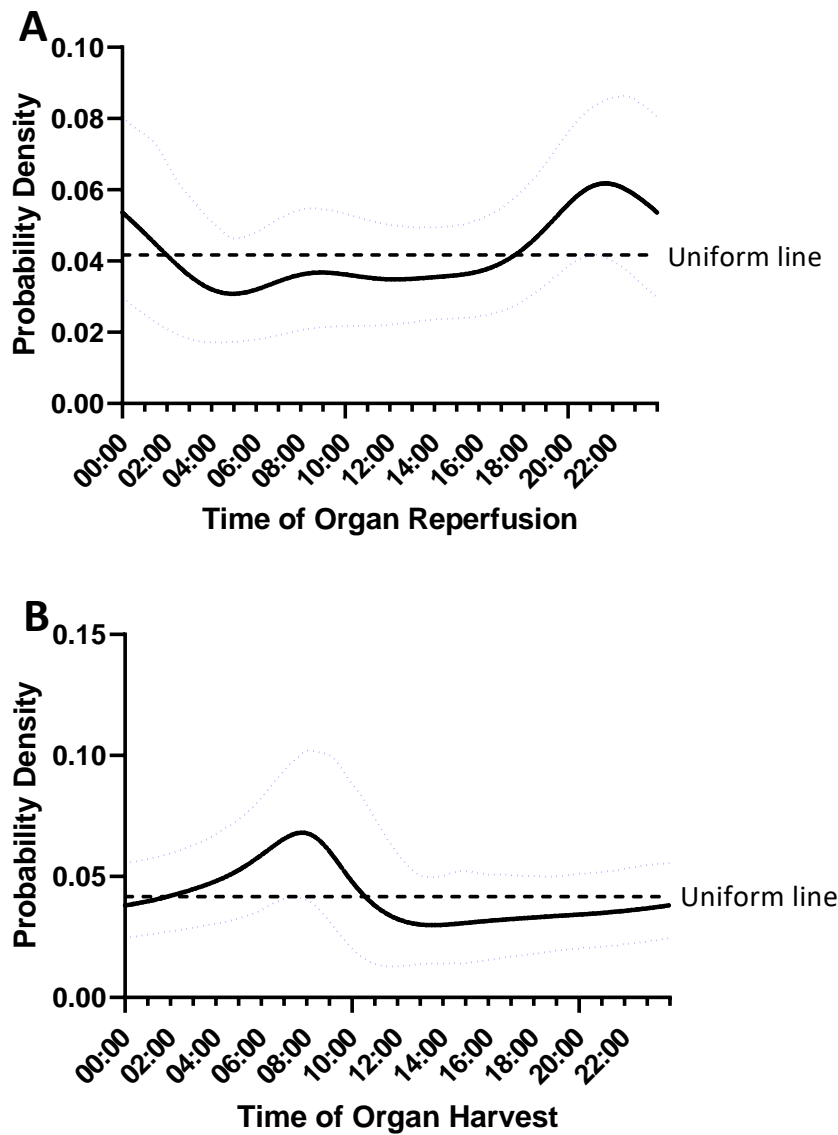 A
0.10
0.08
0.06
0.04
0.02
0.00
Probability Density
Uniform line
00:00 02:00 04:00 06:00 08:00 10:00 12:00 14:00 16:00 18:00 20:00 22:00
Time of Organ Reperfusion
B
0.15
0.10
0.05
0.00
Probability Density
Uniform line
00:00 02:00 04:00 06:00 08:00 10:00 12:00 14:00 16:00 18:00 20:00 22:00
Time of Organ Harvest